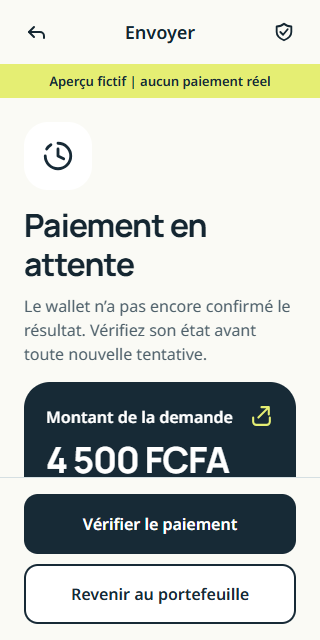 Envoyer
Aperçu fictif | aucun paiement réel
Paiement en
attente
Le wallet n’a pas encore confirmé le
résultat. Vérifiez son état avant
toute nouvelle tentative.
Montant de la demande
4 500 FCFA
Vérifier le paiement
Revenir au portefeuille